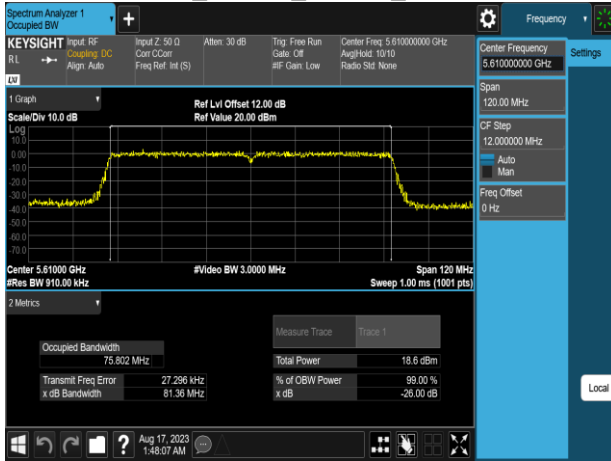 Spectrum Analyzer 1
Occupied BW
Frequency
KEYSIGHT
Input: RF
Coupling: DC
Align: Auto
Input Z: 50 Ω
Corr CCorr
Freq Ref: Int (S)
Atten: 30 dB
Trig: Free Run
Gate: Off
#IF Gain: Low
Center Freq: 5.610000000 GHz
Avg|Hold: 10/10
Radio Std: None
RL
LXI
Center Frequency
5.610000000 GHz
Settings
Span
120.00 MHz
CF Step
12.000000 MHz
Auto
Man
Freq Offset
0 Hz
1 Graph
Scale/Div 10.0 dB
Ref Lvl Offset 12.00 dB
Ref Value 20.00 dBm
Log
10.0
0.00
-10.0
-20.0
-30.0
-40.0
-50.0
-60.0
-70.0
Center 5.61000 GHz
#Res BW 910.00 kHz
#Video BW 3.0000 MHz
Span 120 MHz
Sweep 1.00 ms (1001 pts)
2 Metrics
Measure Trace
Trace 1
Occupied Bandwidth
75.802 MHz
Total Power
18.6 dBm
Transmit Freq Error
27.296 kHz
% of OBW Power
99.00 %
x dB Bandwidth
81.36 MHz
x dB
-26.00 dB
Local
?
Aug 17, 2023
1:48:07 AM